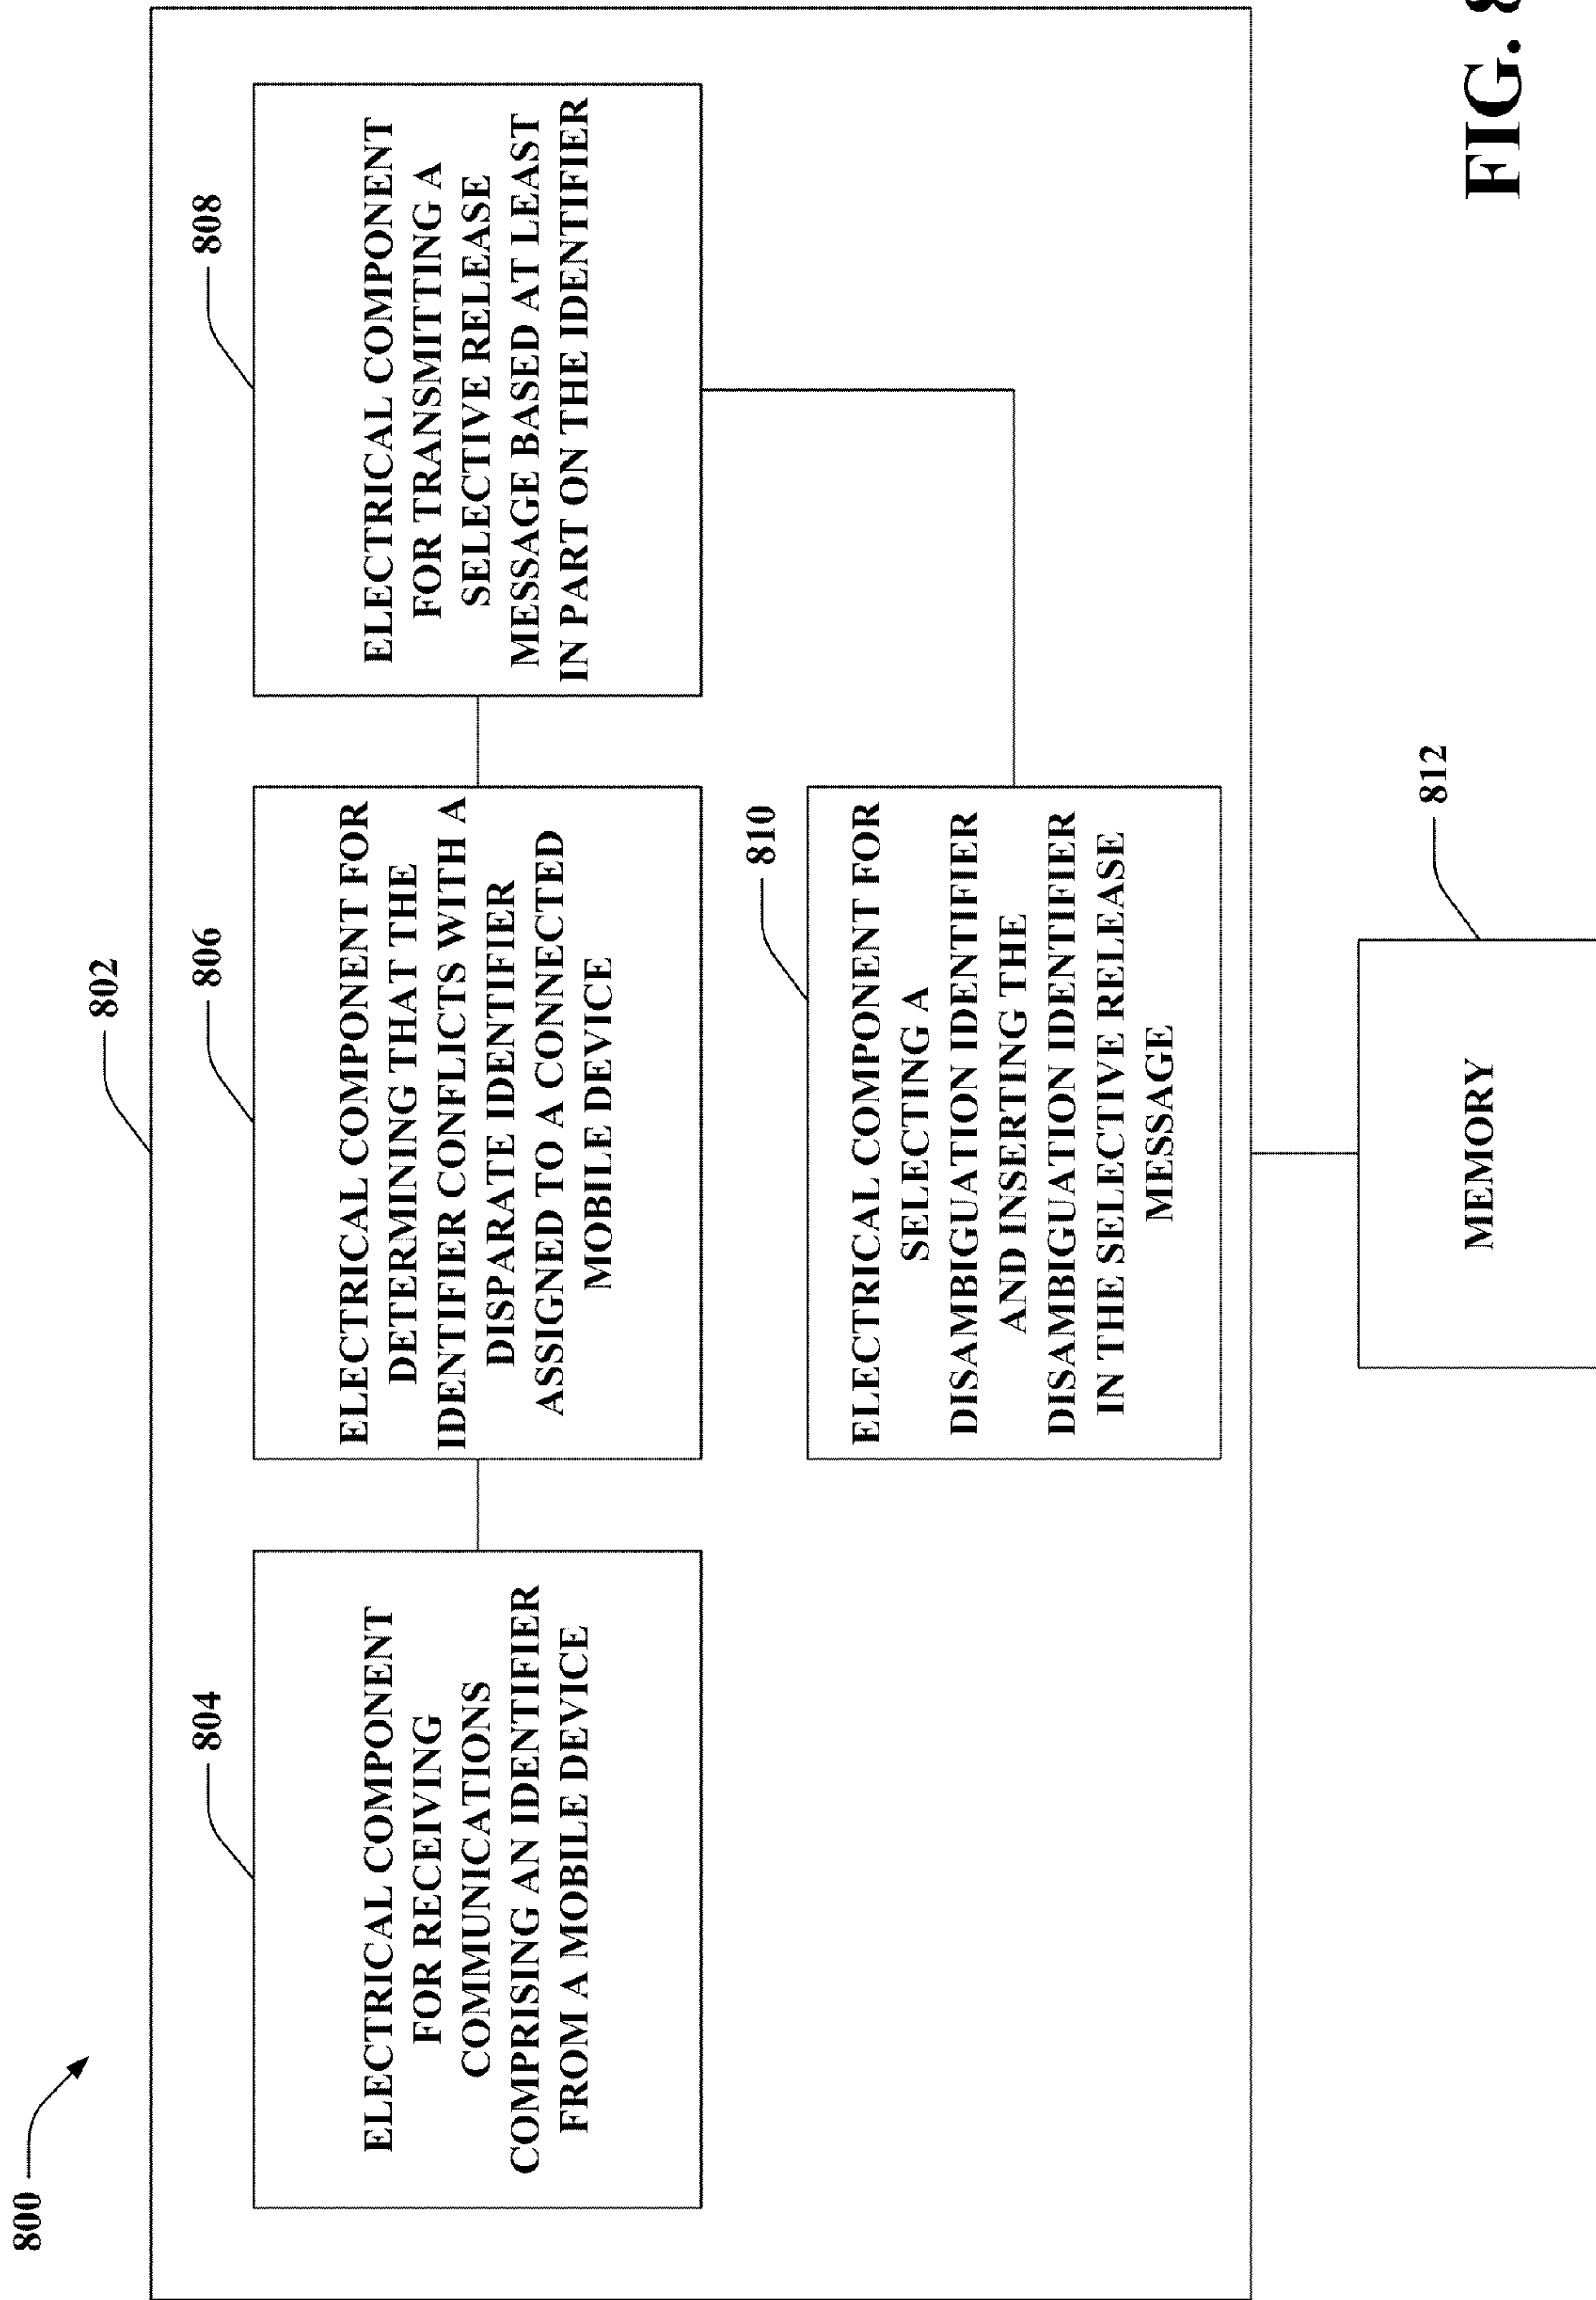 800
802
804
ELECTRICAL COMPONENT
FOR RECEIVING
COMMUNICATIONS
COMPRISING AN IDENTIFIER
FROM A MOBILE DEVICE
806
ELECTRICAL COMPONENT FOR
DETERMINING THAT THE
IDENTIFIER CONFLICTS WITH A
DISPARATE IDENTIFIER
ASSIGNED TO A CONNECTED
MOBILE DEVICE
808
ELECTRICAL COMPONENT
FOR TRANSMITTING A
SELECTIVE RELEASE
MESSAGE BASED AT LEAST
IN PART ON THE IDENTIFIER
810
ELECTRICAL COMPONENT FOR
SELECTING A
DISAMBIGUATION IDENTIFIER
AND INSERTING THE
DISAMBIGUATION IDENTIFIER
IN THE SELECTIVE RELEASE
MESSAGE
812
MEMORY
FIG. 8